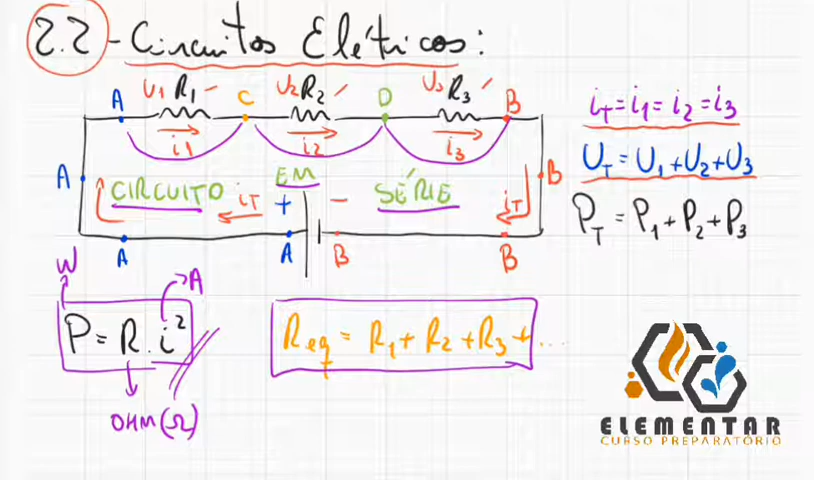 2.2 - Circuitos Elétricos:
A U1 R1 C U2 R2 D U3 R3 B
i1 i2 i3
iT = i1 = i2 = i3
UT = U1 + U2 + U3
PT = P1 + P2 + P3
A CIRCUITO EM SÉRIE B
iT + - iT
A A B B
W A
P = R . i²
OHM (Ω)
Req = R1 + R2 + R3 + ...
ELEMENTAR
CURSO PREPARATÓRIO